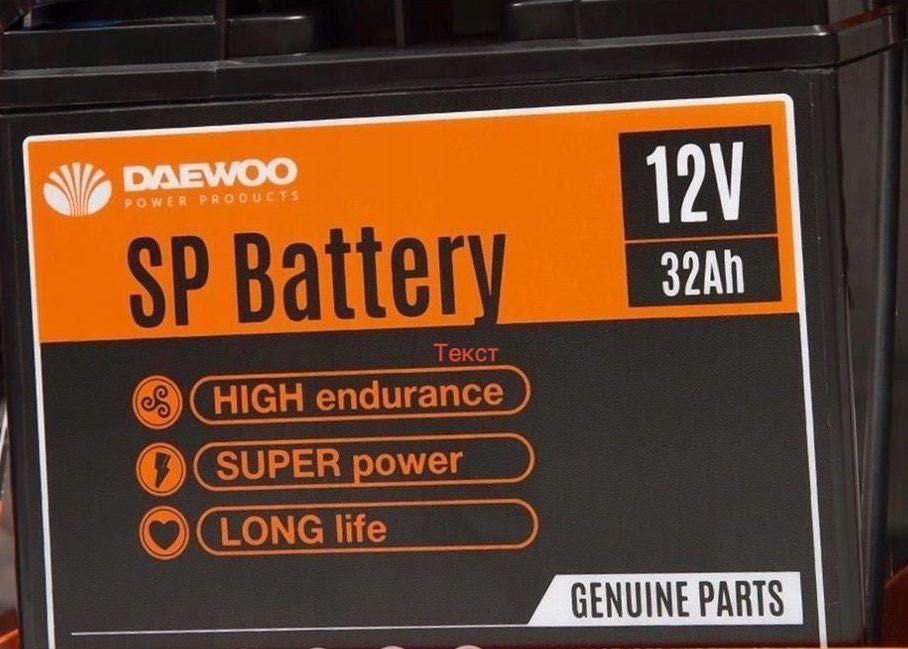 DAEWOO
POWER PRODUCTS
12V
SP Battery
32Ah
Текст
HIGH endurance
SUPER power
LONG life
GENUINE PARTS